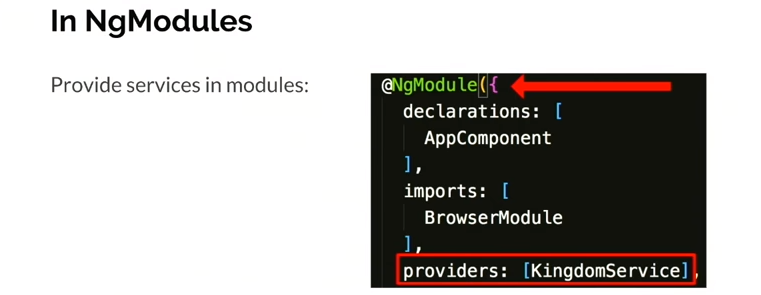 In NgModules
Provide services in modules:
@NgModule({
declarations: [
AppComponent
],
imports: [
BrowserModule
],
providers: [KingdomService],